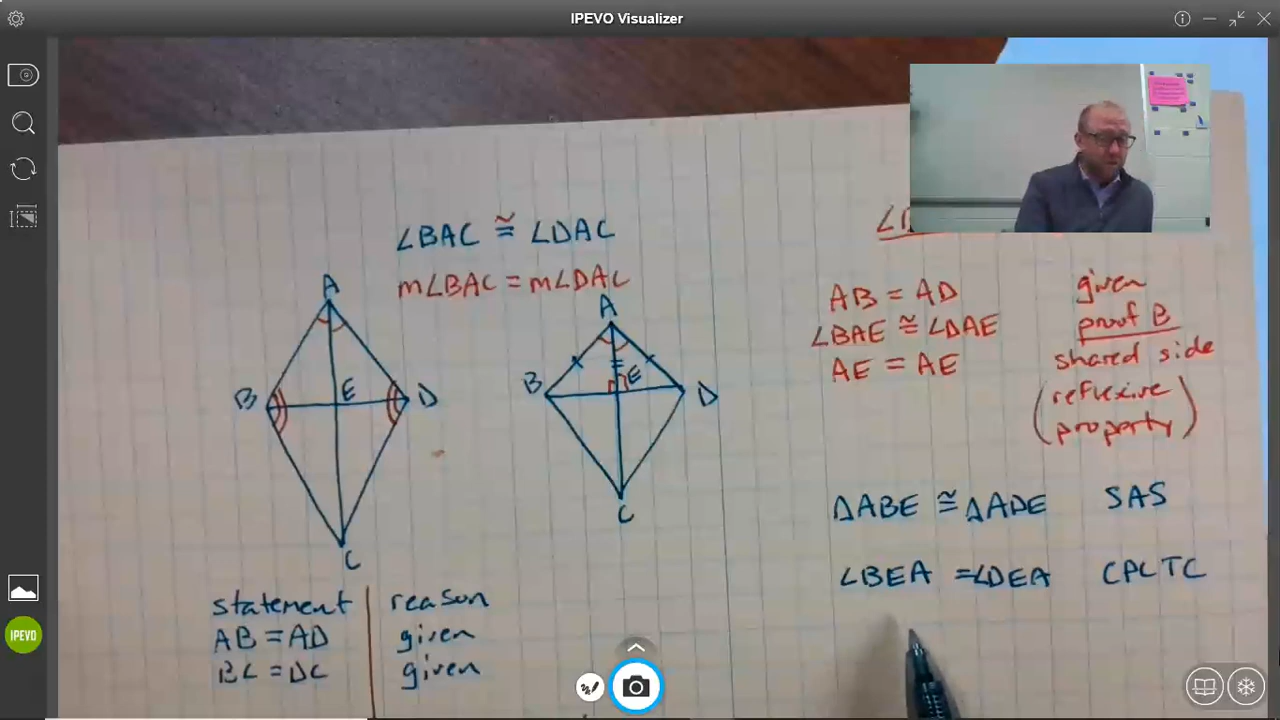 IPEVO Visualizer
∠BAC ≅ ∠DAC
m∠BAC = m∠DAC
A
B
E
D
C
statement reason
AB = AD given
BC = DC given
A
B
E
D
C
AB = AD given
∠BAE ≅ ∠DAE proof B
AE = AE shared side
(reflexive
property)
△ABE ≅ △ADE SAS
∠BEA = ∠DEA CPCTC
IPEVO